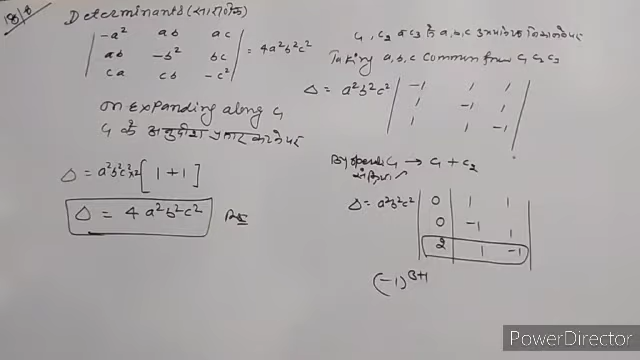 18/8
Determinants (सारणिक)
| -a² ab ac |
| ab -b² bc | = 4a²b²c²
| ca cb -c² |
on Expanding along C₁
C₁ के अनुदीश प्रसार करने पर
Δ = a²b²c²×2 [ 1 + 1 ]
Δ = 4 a²b²c²
C₁, C₂ व C₃ से a, b, c उभयनिष्ठ
Taking a, b, c common from C₁ C₂ C₃
Δ = a²b²c² | -1 1 1 |
| 1 -1 1 |
| 1 1 -1 |
By C₁ → C₁ + C₂
Δ = a²b²c² | 0 1 1 |
| 0 -1 1 |
| 2 1 -1 |
(-1)³⁺¹
PowerDirector